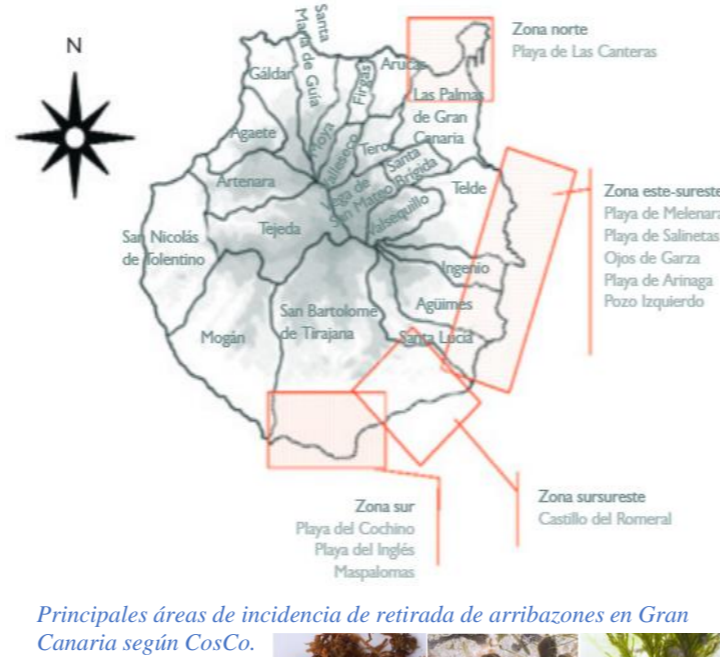 N
Zona norte
Playa de Las Canteras
Santa
María de Guía
Gáldar
Moya
Firgas
Arucas
Las Palmas
de Gran
Canaria
Agaete
Valleseco
Teror
Santa
Brígida
Artenara
Vega de
San Mateo
Telde
Valsequillo
Tejeda
San Nicolás
de Tolentino
Ingenio
Agüimes
San Bartolome
de Tirajana
Santa Lucía
Mogán
Zona este-sureste
Playa de Melenara
Playa de Salinetas
Ojos de Garza
Playa de Arinaga
Pozo Izquierdo
Zona sur
Playa del Cochino
Playa del Inglés
Maspalomas
Zona sursureste
Castillo del Romeral
Principales áreas de incidencia de retirada de arribazones en Gran
Canaria según CosCo.